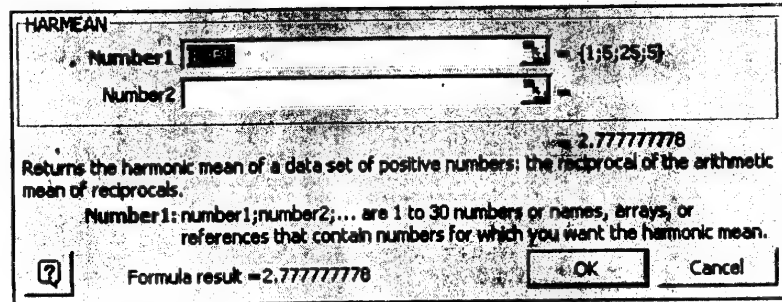 HARMEAN
Number1 = {1;5;25;5}
Number2 =
= 2.777777778
Returns the harmonic mean of a data set of positive numbers: the reciprocal of the arithmetic
mean of reciprocals.
Number1: number1;number2;... are 1 to 30 numbers or names, arrays, or
references that contain numbers for which you want the harmonic mean.
Formula result =2.777777778 OK Cancel